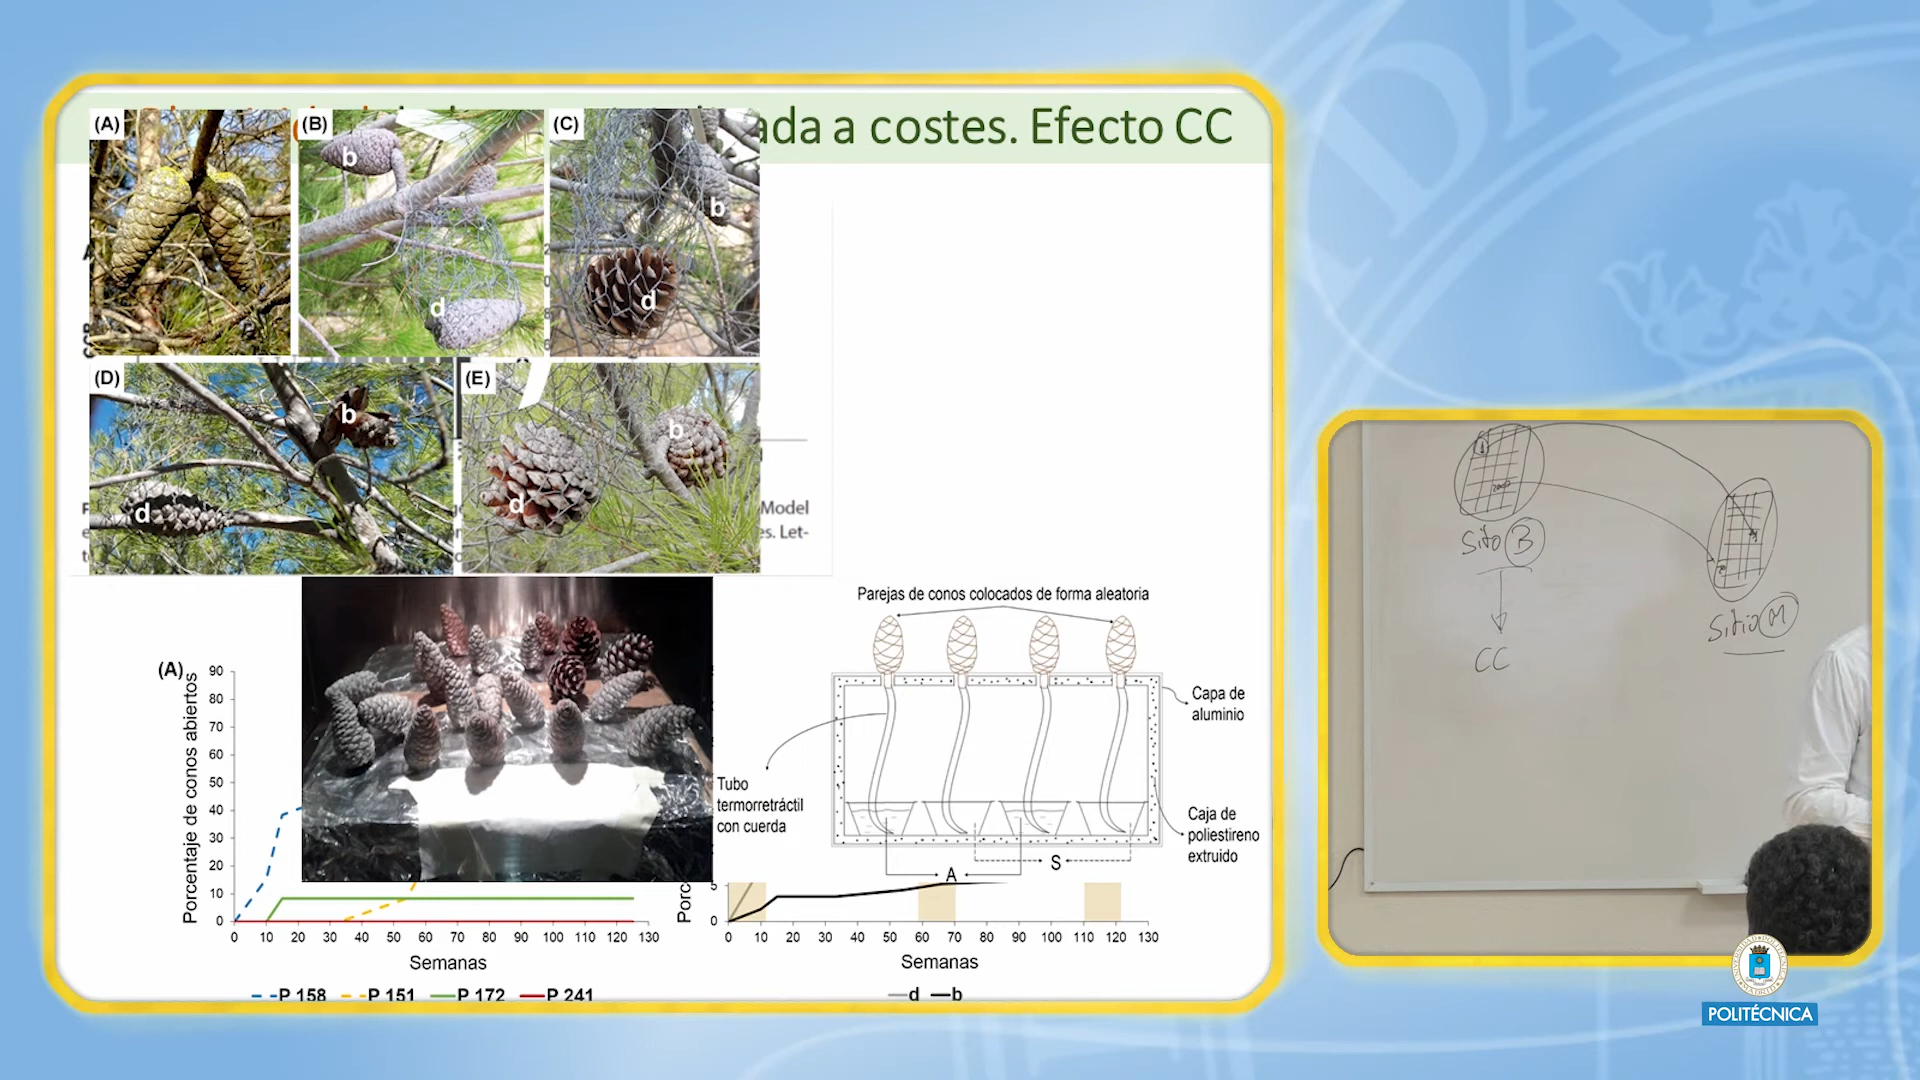 ada a costes. Efecto CC
(A)
(B)
b
d
(C)
b
d
(D)
b
d
(E)
b
d
Model
es. Let-
(A)
Porcentaje de conos abiertos
90
80
70
60
50
40
30
20
10
0
0 10 20 30 40 50 60 70 80 90 100 110 120 130
Semanas
P 158 P 151 P 172 P 241
Parejas de conos colocados de forma aleatoria
Capa de
aluminio
Tubo
termorretráctil
con cuerda
Caja de
poliestireno
extruido
S
A
Porc
5
0
0 10 20 30 40 50 60 70 80 90 100 110 120 130
Semanas
d b
Sitio B
CC
Sitio M
POLITÉCNICA